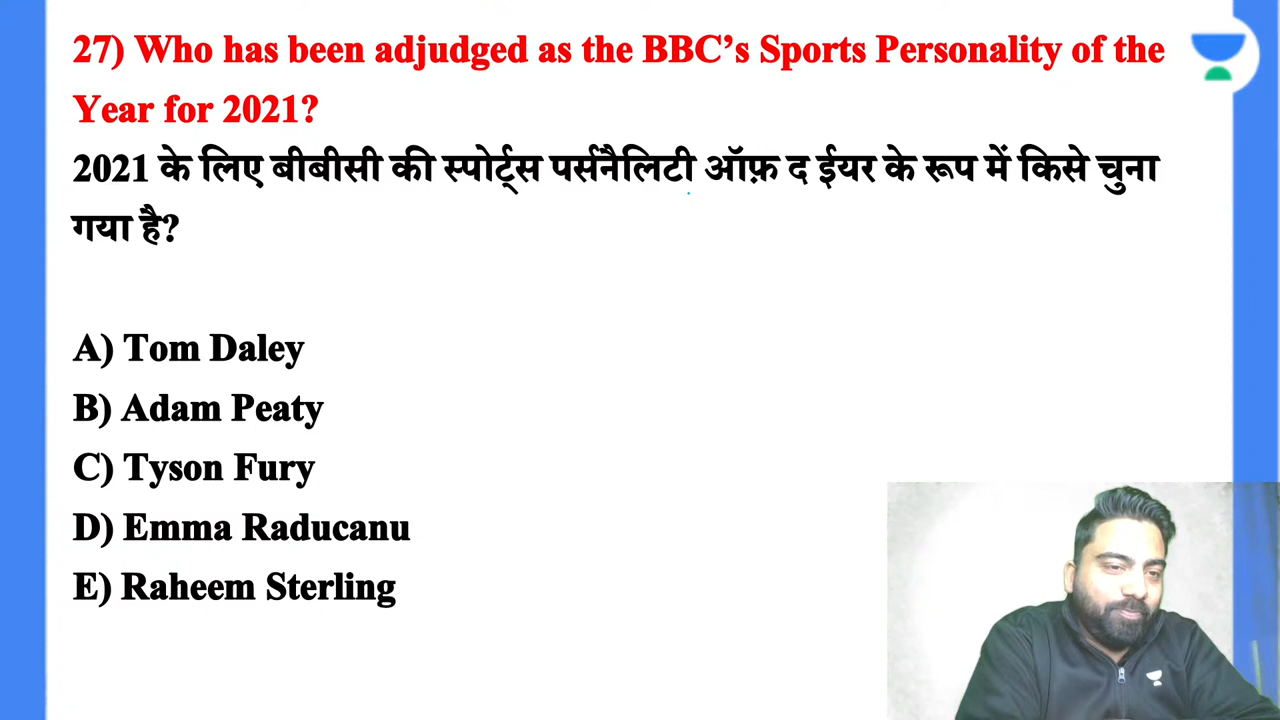 27) Who has been adjudged as the BBC’s Sports Personality of the
Year for 2021?
2021 के लिए बीबीसी की स्पोर्ट्स पर्सनैलिटी ऑफ़ द ईयर के रूप में किसे चुना
गया है?
A) Tom Daley
B) Adam Peaty
C) Tyson Fury
D) Emma Raducanu
E) Raheem Sterling